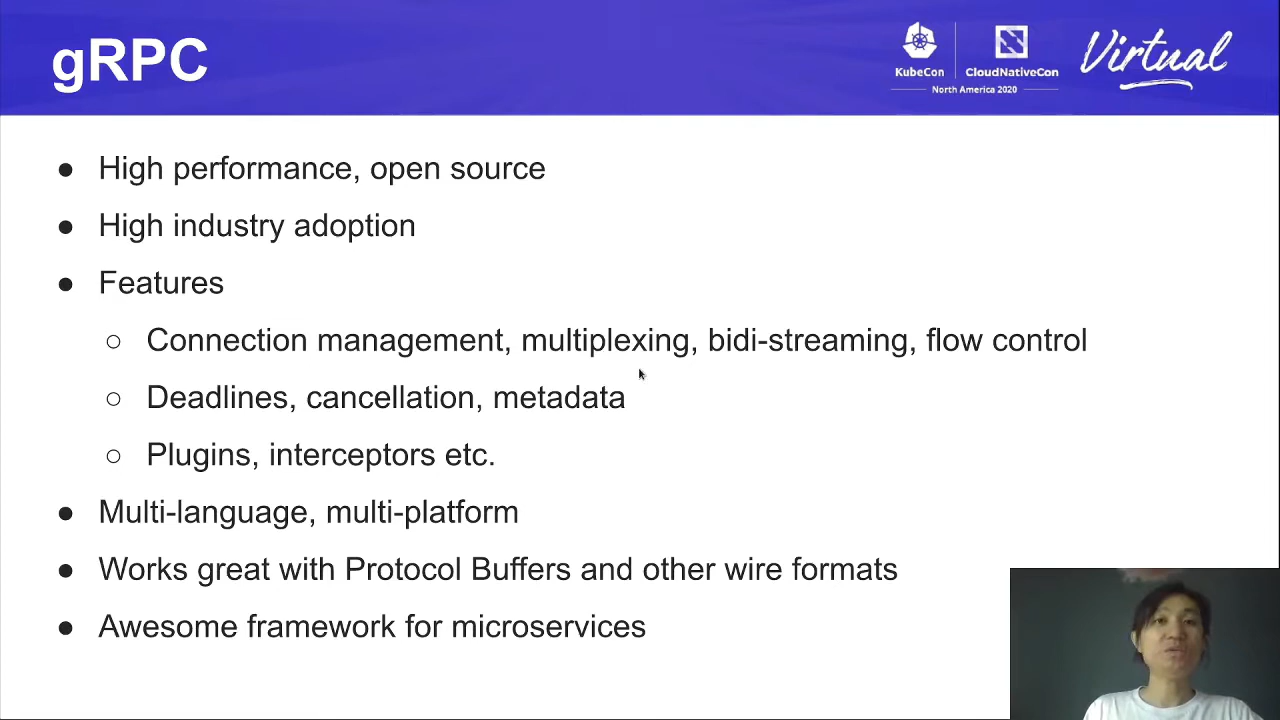 gRPC
KubeCon
CloudNativeCon
North America 2020
Virtual
● High performance, open source
● High industry adoption
● Features
○ Connection management, multiplexing, bidi-streaming, flow control
○ Deadlines, cancellation, metadata
○ Plugins, interceptors etc.
● Multi-language, multi-platform
● Works great with Protocol Buffers and other wire formats
● Awesome framework for microservices